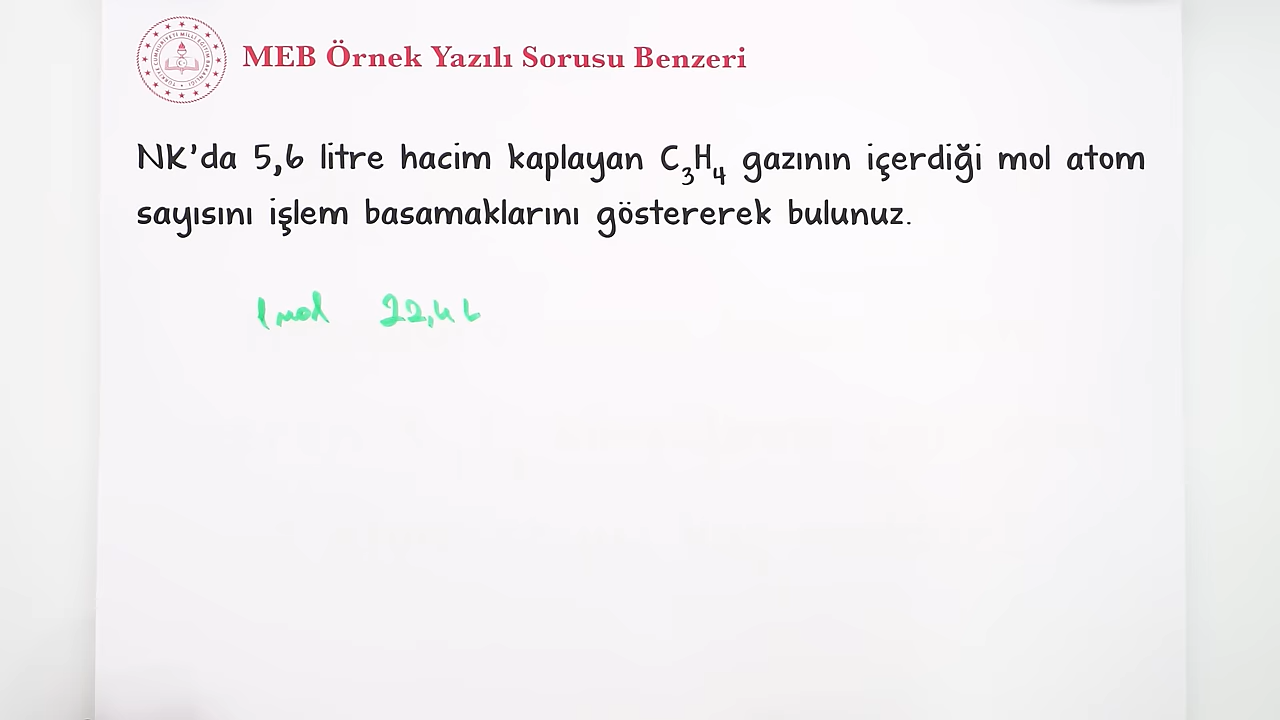 MEB Örnek Yazılı Sorusu Benzeri
NK'da 5,6 litre hacim kaplayan C₃H₄ gazının içerdiği mol atom
sayısını işlem basamaklarını göstererek bulunuz.
1 mol 22,4 L